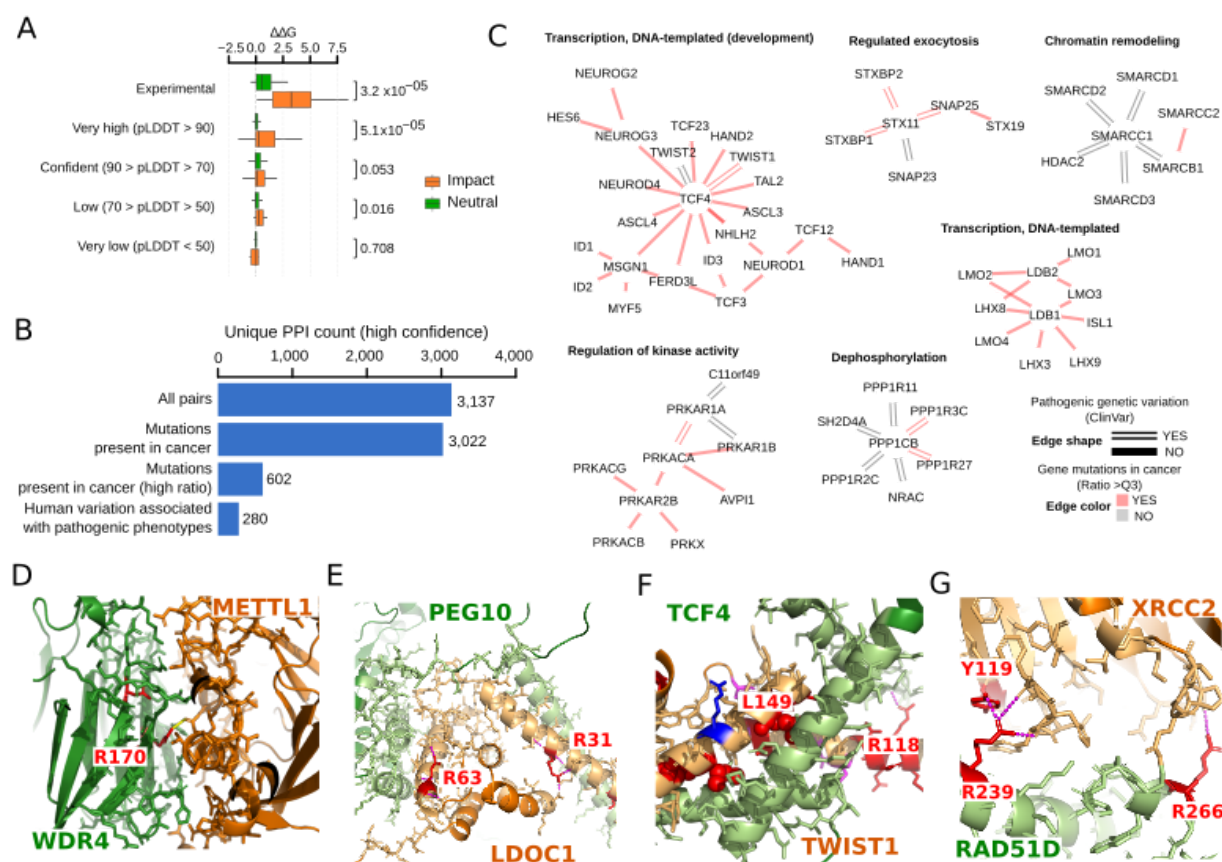 A
ΔΔG
−2.5 0.0 2.5 5.0 7.5
Experimental
3.2 x10−05
Very high (pLDDT > 90)
5.1x10−05
Confident (90 > pLDDT > 70)
0.053
Low (70 > pLDDT > 50)
0.016
Very low (pLDDT < 50)
0.708
Impact
Neutral
B
Unique PPI count (high confidence)
0 1,000 2,000 3,000 4,000
All pairs
3,137
Mutations
present in cancer
3,022
Mutations
present in cancer (high ratio)
602
Human variation associated
with pathogenic phenotypes
280
C
Transcription, DNA-templated (development)
NEUROG2
HES6
NEUROG3
TCF23
HAND2
TWIST2
TWIST1
NEUROD4
TAL2
TCF4
ASCL4
ASCL3
NHLH2
TCF12
ID1
MSGN1
ID3
NEUROD1
HAND1
ID2
FERD3L
MYF5
TCF3
Regulated exocytosis
STXBP2
SNAP25
STX11
STX19
STXBP1
SNAP23
Chromatin remodeling
SMARCD1
SMARCD2
SMARCC2
SMARCC1
HDAC2
SMARCB1
SMARCD3
Transcription, DNA-templated
LMO1
LMO2
LDB2
LMO3
LHX8
LDB1
ISL1
LMO4
LHX3
LHX9
Regulation of kinase activity
C11orf49
PRKAR1A
PRKAR1B
PRKACA
PRKACG
PRKAR2B
AVPI1
PRKACB
PRKX
Dephosphorylation
PPP1R11
SH2D4A
PPP1R3C
PPP1CB
PPP1R2C
PPP1R27
NRAC
Pathogenic genetic variation
(ClinVar)
Edge shape
YES
NO
Gene mutations in cancer
(Ratio >Q3)
Edge color
YES
NO
D
METTL1
R170
WDR4
E
PEG10
R31
R63
LDOC1
F
TCF4
L149
R118
TWIST1
G
XRCC2
Y119
R239
R266
RAD51D